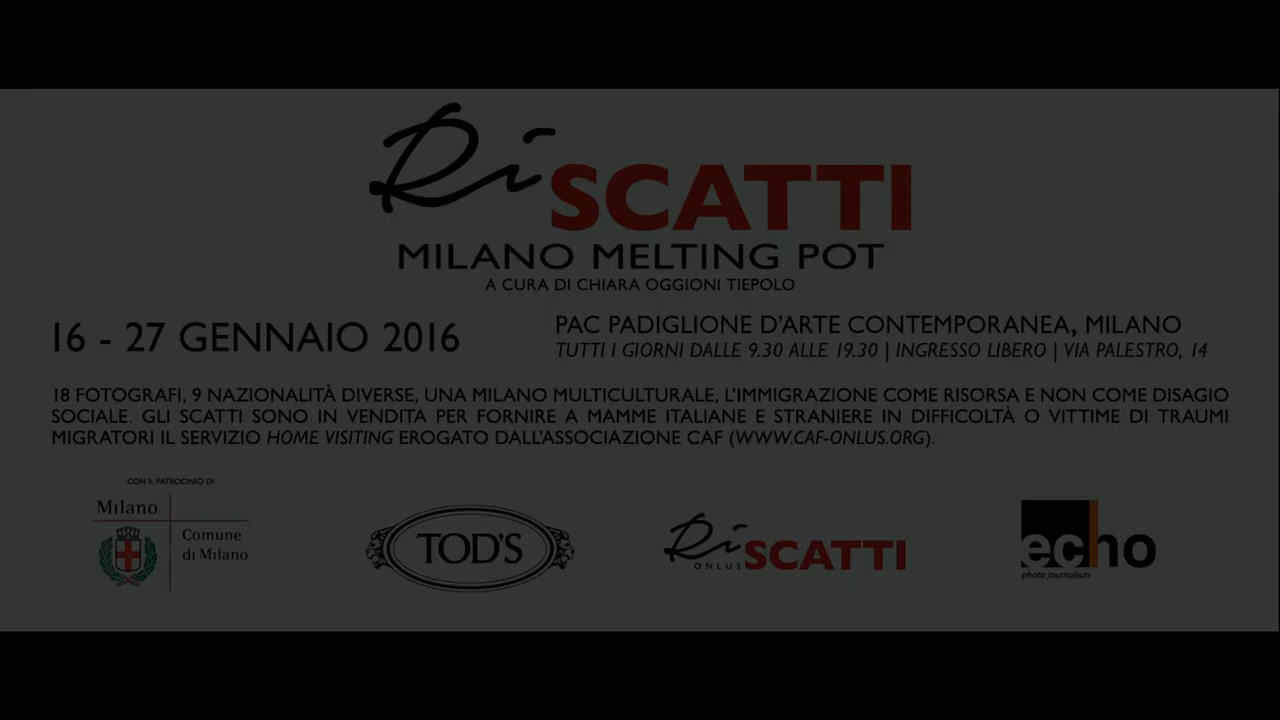 Ri SCATTI
MILANO MELTING POT
A CURA DI CHIARA OGGIONI TIEPOLO
16 - 27 GENNAIO 2016
PAC PADIGLIONE D'ARTE CONTEMPORANEA, MILANO
TUTTI I GIORNI DALLE 9.30 ALLE 19.30 | INGRESSO LIBERO | VIA PALESTRO, 14
18 FOTOGRAFI, 9 NAZIONALITÀ DIVERSE, UNA MILANO MULTICULTURALE, L'IMMIGRAZIONE COME RISORSA E NON COME DISAGIO
SOCIALE. GLI SCATTI SONO IN VENDITA PER FORNIRE A MAMME ITALIANE E STRANIERE IN DIFFICOLTÀ O VITTIME DI TRAUMI
MIGRATORI IL SERVIZIO HOME VISITING EROGATO DALL'ASSOCIAZIONE CAF (WWW.CAF-ONLUS.ORG).
CON IL PATROCINIO DI
Milano
Comune
di Milano
TOD'S
Ri SCATTI
ONLUS
echo
photo journalism